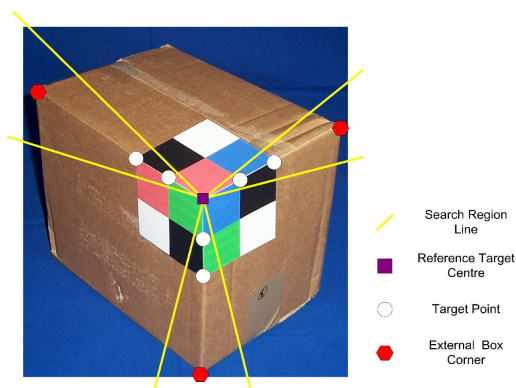 Search Region
Line
Reference Target
Centre
Target Point
External Box
Corner